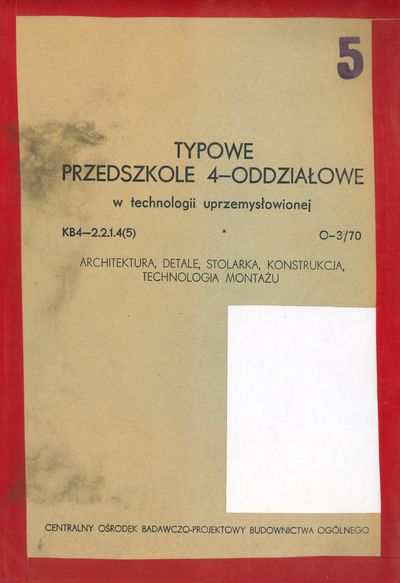 5
TYPOWE
PRZEDSZKOLE 4—ODDZIAŁOWE
w technologii uprzemysłowionej
KB4—2.2.1.4(5) * O—3/70
ARCHITEKTURA, DETALE, STOLARKA, KONSTRUKCJA,
TECHNOLOGIA MONTAŻU
CENTRALNY OŚRODEK BADAWCZO-PROJEKTOWY BUDOWNICTWA OGÓLNEGO